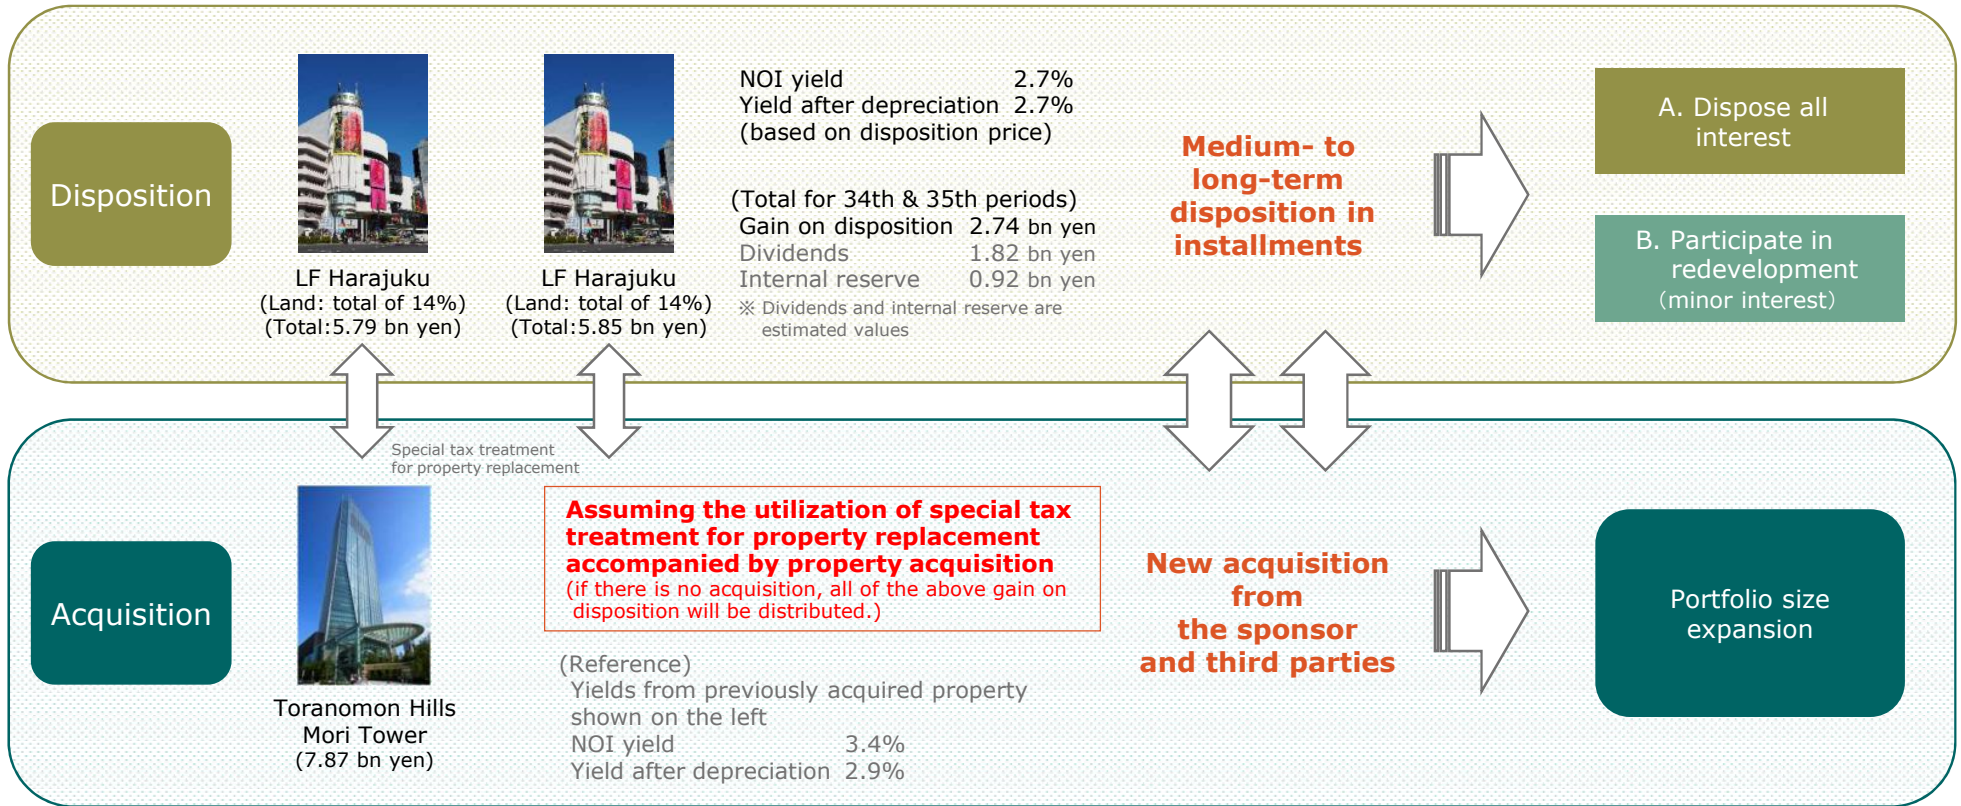 Disposition
LF Harajuku
(Land: total of 14%)
(Total:5.79 bn yen)
LF Harajuku
(Land: total of 14%)
(Total:5.85 bn yen)
NOI yield 2.7%
Yield after depreciation 2.7%
(based on disposition price)
(Total for 34th & 35th periods)
Gain on disposition 2.74 bn yen
Dividends 1.82 bn yen
Internal reserve 0.92 bn yen
※ Dividends and internal reserve are
estimated values
Medium- to
long-term
disposition in
installments
A. Dispose all
interest
B. Participate in
redevelopment
(minor interest)
Special tax treatment
for property replacement
Acquisition
Toranomon Hills
Mori Tower
(7.87 bn yen)
Assuming the utilization of special tax
treatment for property replacement
accompanied by property acquisition
(if there is no acquisition, all of the above gain on
disposition will be distributed.)
(Reference)
Yields from previously acquired property
shown on the left
NOI yield 3.4%
Yield after depreciation 2.9%
New acquisition
from
the sponsor
and third parties
Portfolio size
expansion